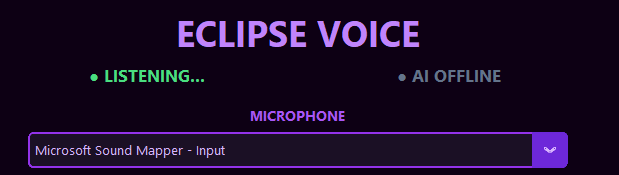 ECLIPSE VOICE
● LISTENING... ● AI OFFLINE
MICROPHONE
Microsoft Sound Mapper - Input